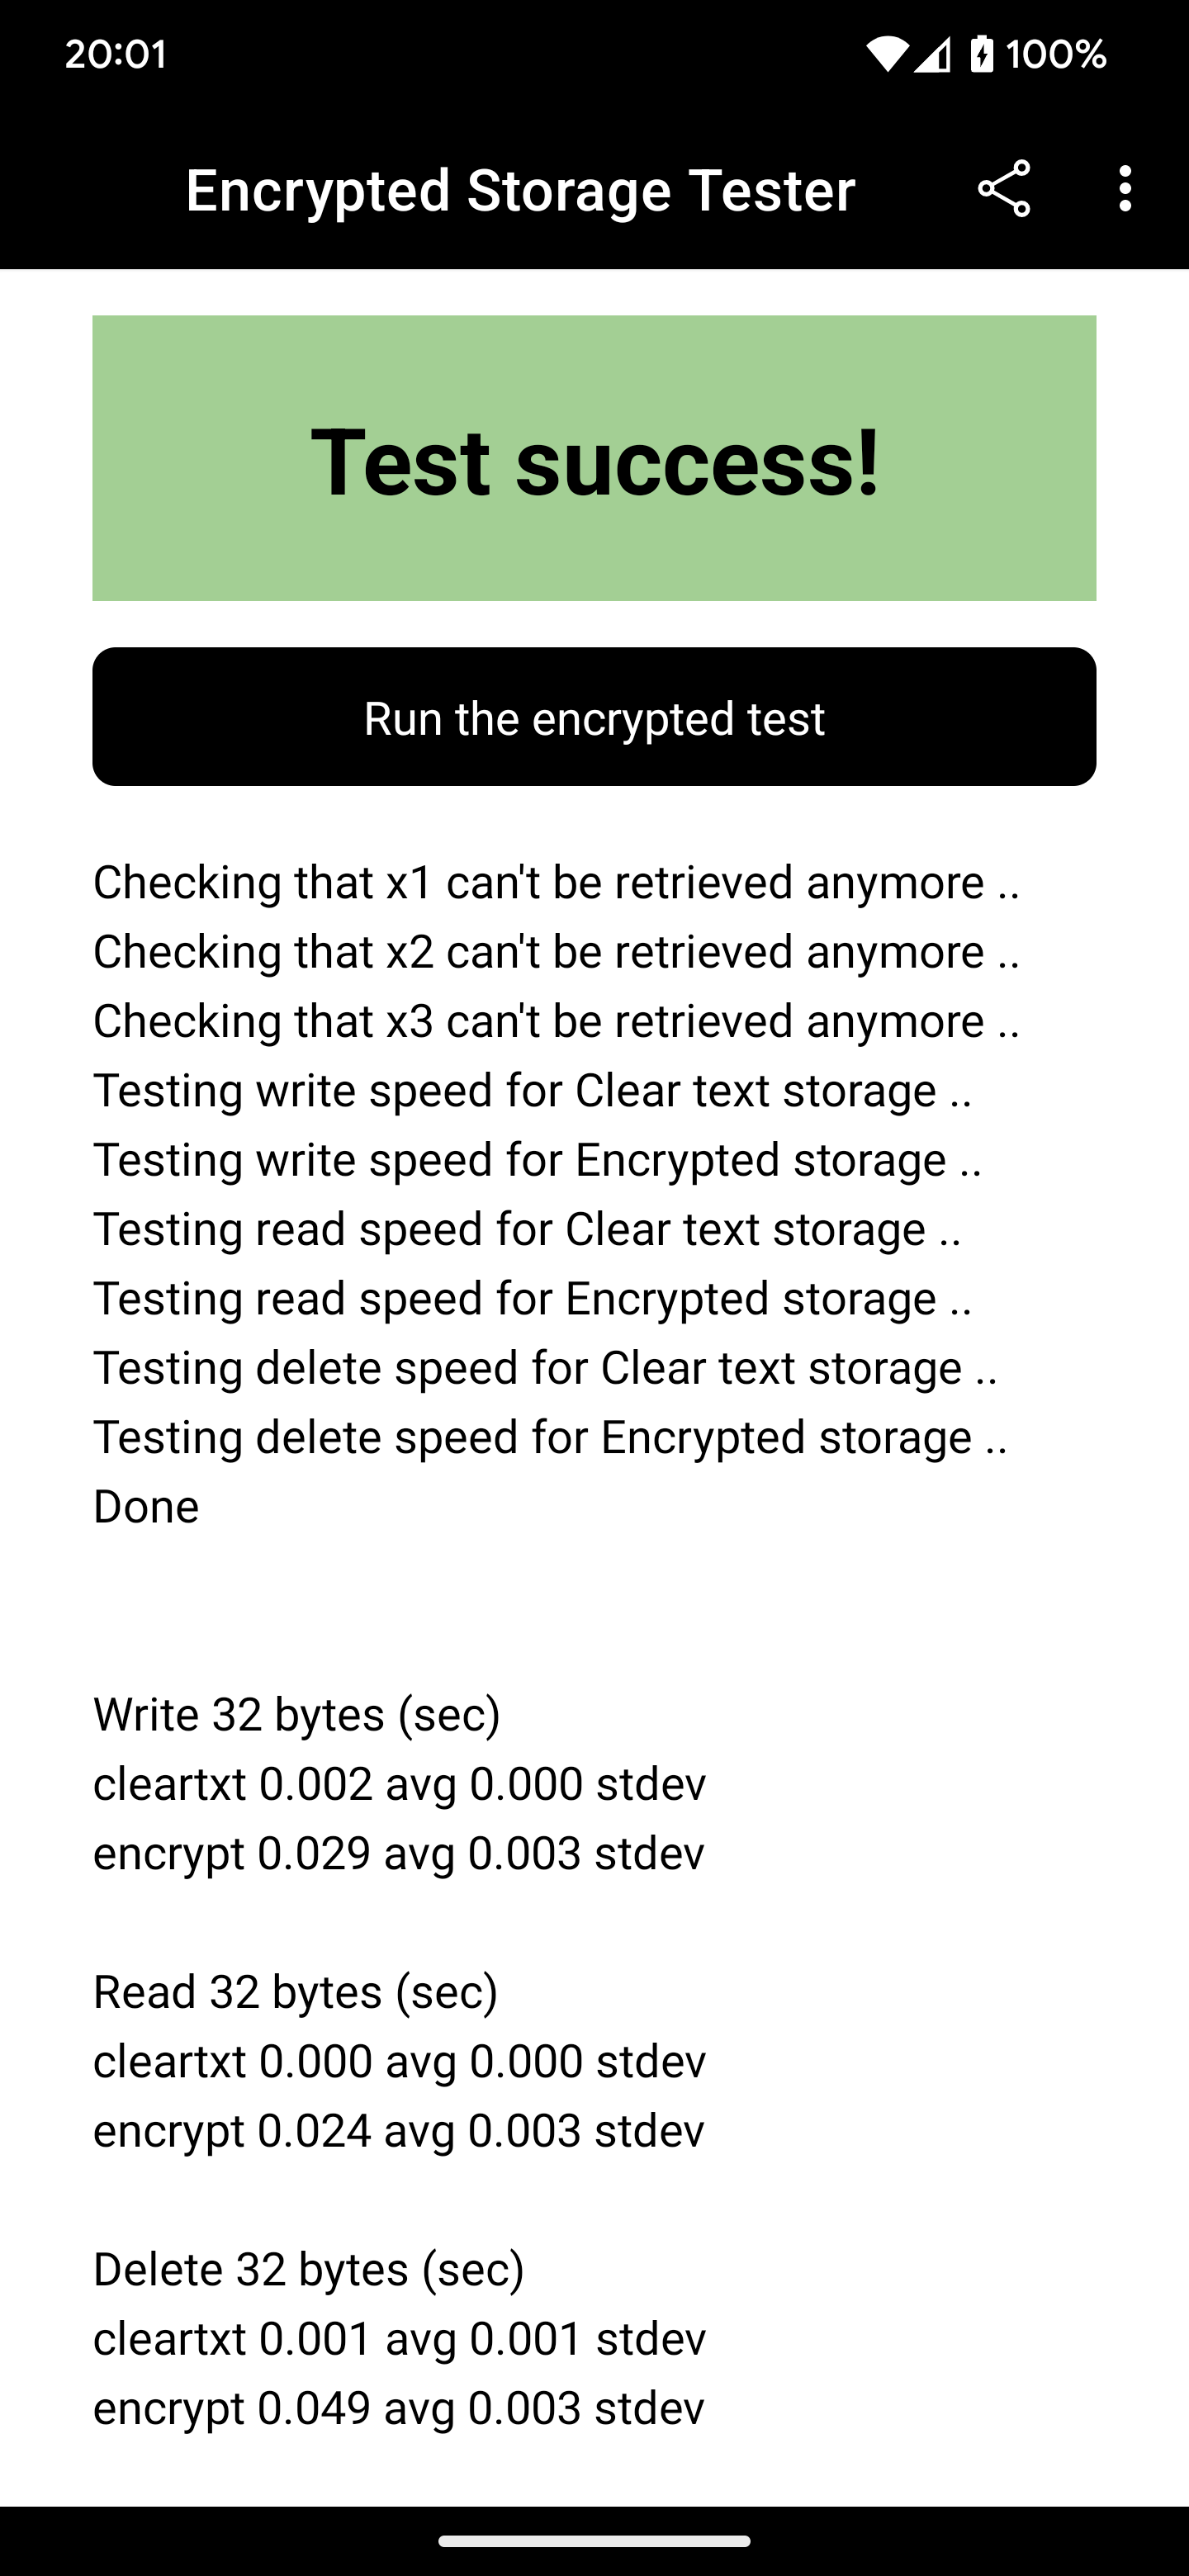 20:01 100%
Encrypted Storage Tester
Test success!
Run the encrypted test
Checking that x1 can't be retrieved anymore ..
Checking that x2 can't be retrieved anymore ..
Checking that x3 can't be retrieved anymore ..
Testing write speed for Clear text storage ..
Testing write speed for Encrypted storage ..
Testing read speed for Clear text storage ..
Testing read speed for Encrypted storage ..
Testing delete speed for Clear text storage ..
Testing delete speed for Encrypted storage ..
Done
Write 32 bytes (sec)
cleartxt 0.002 avg 0.000 stdev
encrypt 0.029 avg 0.003 stdev
Read 32 bytes (sec)
cleartxt 0.000 avg 0.000 stdev
encrypt 0.024 avg 0.003 stdev
Delete 32 bytes (sec)
cleartxt 0.001 avg 0.001 stdev
encrypt 0.049 avg 0.003 stdev